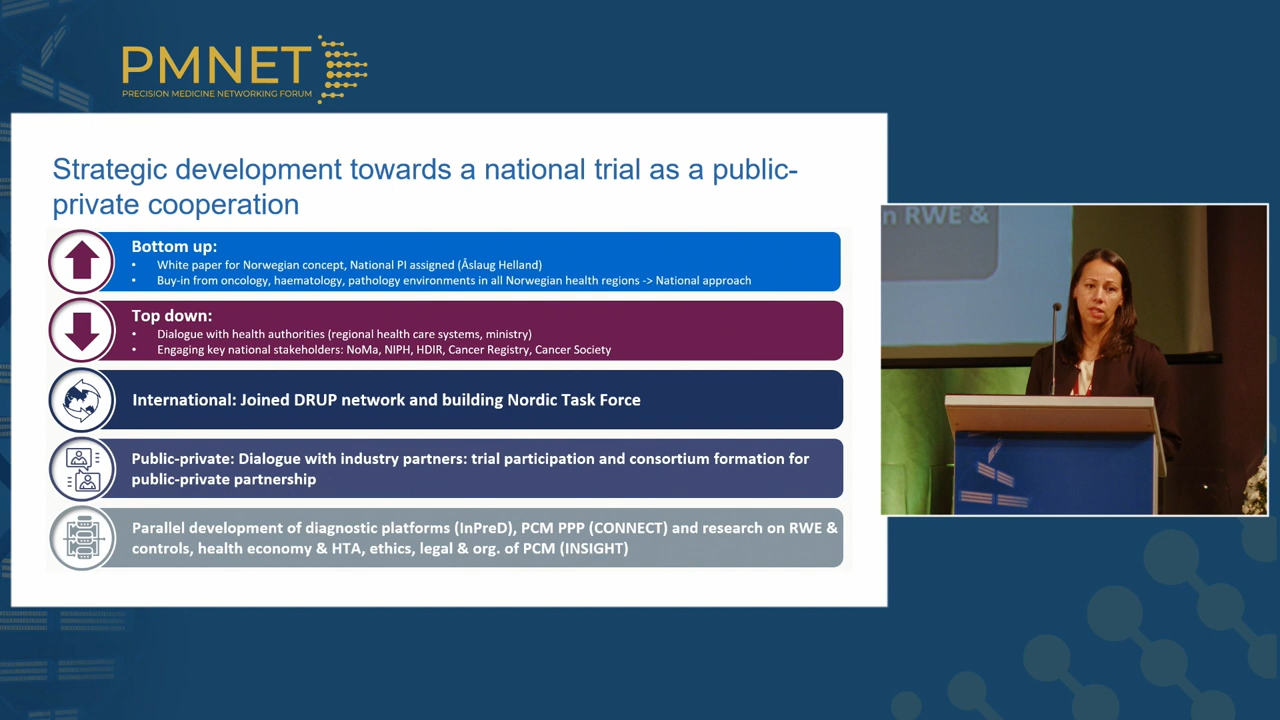 PMNET
PRECISION MEDICINE NETWORKING FORUM
Strategic development towards a national trial as a public-
private cooperation
Bottom up:
• White paper for Norwegian concept, National PI assigned (Åslaug Helland)
• Buy-in from oncology, haematology, pathology environments in all Norwegian health regions -> National approach
Top down:
• Dialogue with health authorities (regional health care systems, ministry)
• Engaging key national stakeholders: NoMa, NIPH, HDIR, Cancer Registry, Cancer Society
International: Joined DRUP network and building Nordic Task Force
Public-private: Dialogue with industry partners: trial participation and consortium formation for
public-private partnership
Parallel development of diagnostic platforms (InPreD), PCM PPP (CONNECT) and research on RWE &
controls, health economy & HTA, ethics, legal & org. of PCM (INSIGHT)
n RWE &